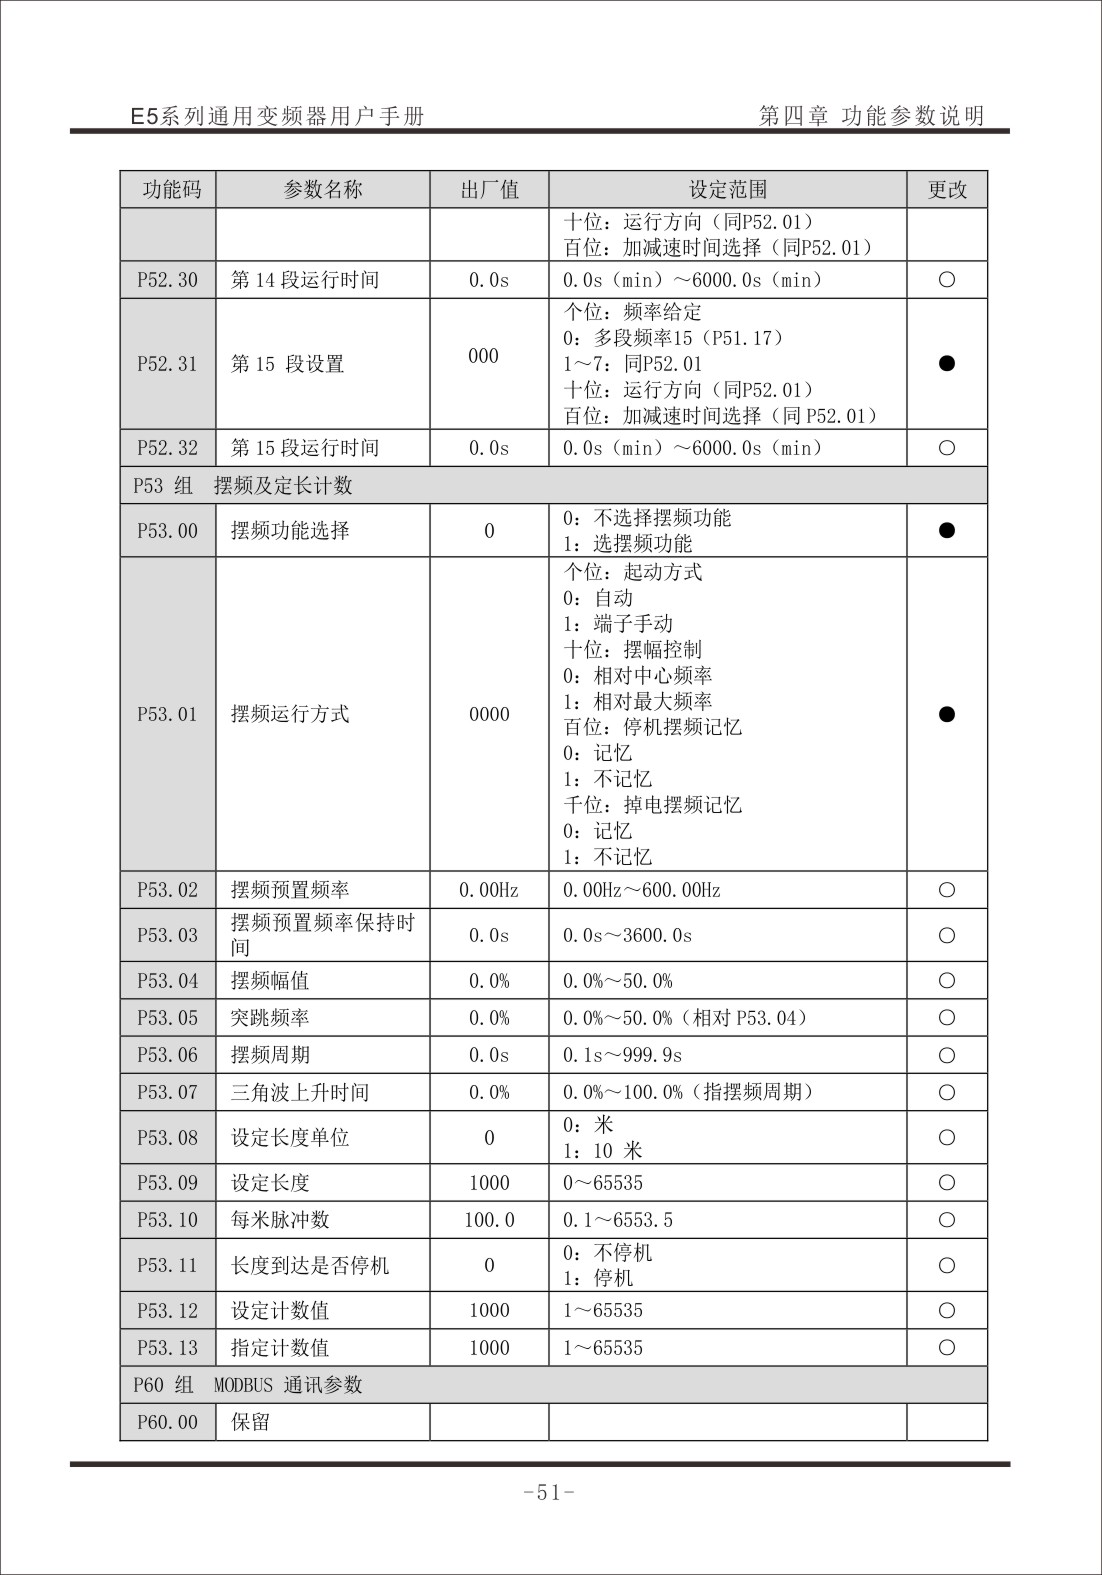 E5系列通用变频器用户手册 第四章 功能参数说明
功能码 参数名称 出厂值 设定范围 更改
十位：运行方向（同P52.01）
百位：加减速时间选择（同P52.01）
P52.30 第 14 段运行时间 0.0s 0.0s（min）～6000.0s（min） ○
P52.31 第 15 段设置 000 个位：频率给定
0：多段频率15（P51.17）
1～7：同P52.01
十位：运行方向（同P52.01）
百位：加减速时间选择（同 P52.01）
●
P52.32 第 15 段运行时间 0.0s 0.0s（min）～6000.0s（min） ○
P53 组 摆频及定长计数
P53.00 摆频功能选择 0 0：不选择摆频功能
1：选摆频功能
●
P53.01 摆频运行方式 0000 个位：起动方式
0：自动
1：端子手动
十位：摆幅控制
0：相对中心频率
1：相对最大频率
百位：停机摆频记忆
0：记忆
1：不记忆
千位：掉电摆频记忆
0：记忆
1：不记忆
●
P53.02 摆频预置频率 0.00Hz 0.00Hz～600.00Hz ○
P53.03 摆频预置频率保持时
间
0.0s 0.0s～3600.0s ○
P53.04 摆频幅值 0.0% 0.0%～50.0% ○
P53.05 突跳频率 0.0% 0.0%～50.0%（相对 P53.04） ○
P53.06 摆频周期 0.0s 0.1s～999.9s ○
P53.07 三角波上升时间 0.0% 0.0%～100.0%（指摆频周期） ○
P53.08 设定长度单位 0 0：米
1：10 米
○
P53.09 设定长度 1000 0～65535 ○
P53.10 每米脉冲数 100.0 0.1～6553.5 ○
P53.11 长度到达是否停机 0 0：不停机
1：停机
○
P53.12 设定计数值 1000 1～65535 ○
P53.13 指定计数值 1000 1～65535 ○
P60 组 MODBUS 通讯参数
P60.00 保留
-51-